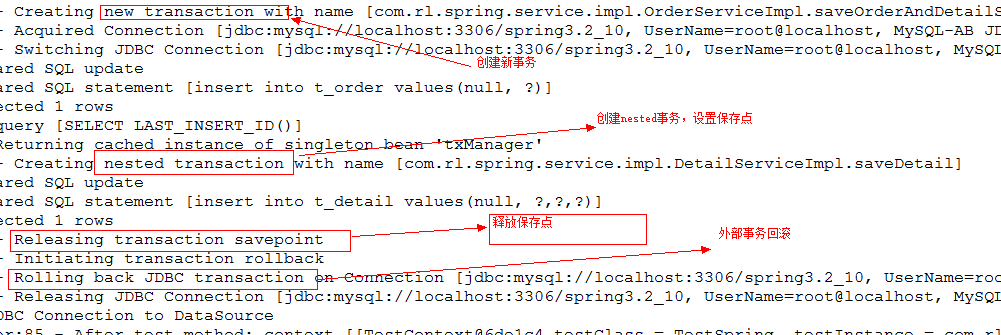 - Creating new transaction with name [com.rl.spring.service.impl.OrderServiceImpl.saveOrderAndDetailS
- Acquired Connection [jdbc:mysql://localhost:3306/spring3.2_10, UserName=root@localhost, MySQL-AB JD
- Switching JDBC Connection [jdbc:mysql://localhost:3306/spring3.2_10, UserName=root@localhost, MySQL
创建新事务
ared SQL update
ared SQL statement [insert into t_order values(null, ?)]
ected 1 rows
创建nested事务，设置保存点
query [SELECT LAST_INSERT_ID()]
Returning cached instance of singleton bean 'txManager'
- Creating nested transaction with name [com.rl.spring.service.impl.DetailServiceImpl.saveDetail]
ared SQL update
ared SQL statement [insert into t_detail values(null, ?,?,?)]
ected 1 rows
释放保存点
- Releasing transaction savepoint
外部事务回滚
- Initiating transaction rollback
- Rolling back JDBC transaction on Connection [jdbc:mysql://localhost:3306/spring3.2_10, UserName=roo
- Releasing JDBC Connection [jdbc:mysql://localhost:3306/spring3.2_10, UserName=root@localhost, MySQL
DBC Connection to DataSource